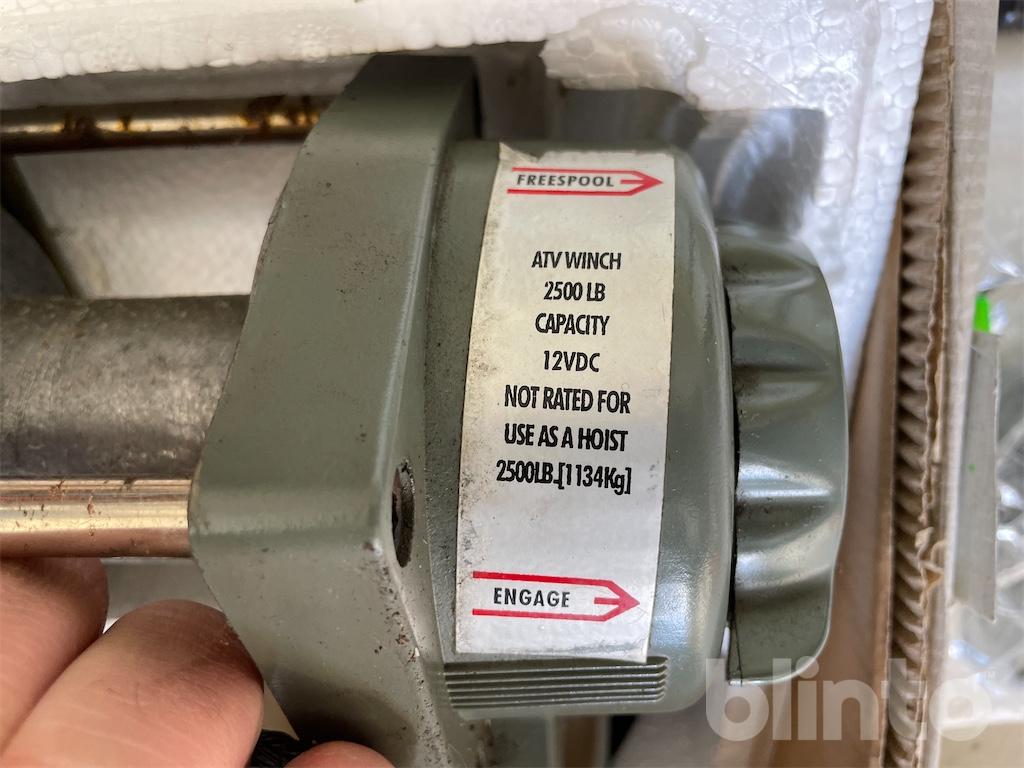 FREESPOOL
ATV WINCH
2500 LB
CAPACITY
12VDC
NOT RATED FOR
USE AS A HOIST
2500LB.[1134Kg]
ENGAGE
blinto